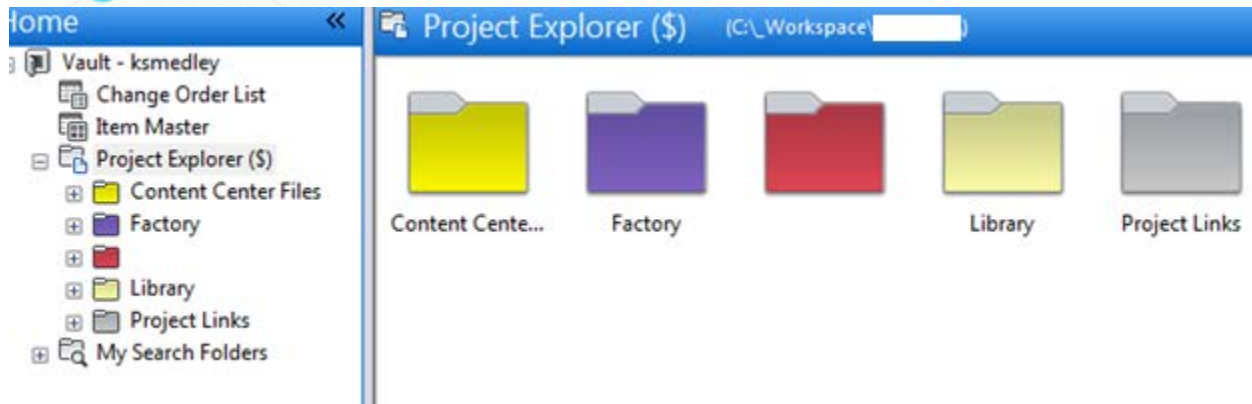 Home «
Vault - ksmedley
Change Order List
Item Master
Project Explorer ($)
Content Center Files
Factory
Library
Project Links
My Search Folders
Project Explorer ($) (C:\_Workspace\ )
Content Cente... Factory Library Project Links